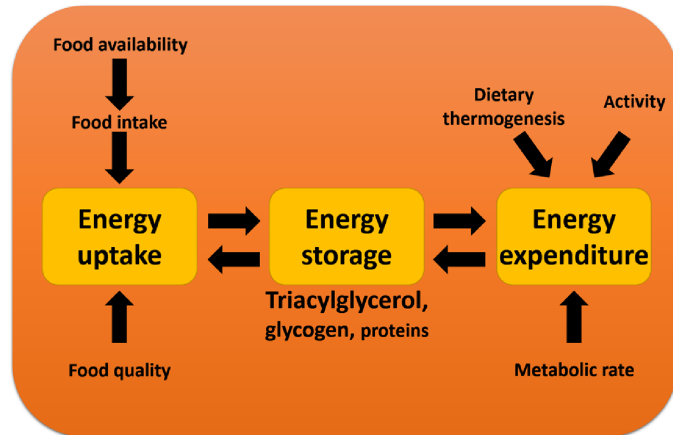 Food availability
Food intake
Dietary
thermogenesis
Activity
Energy
uptake
Energy
storage
Energy
expenditure
Triacylglycerol,
glycogen, proteins
Food quality
Metabolic rate